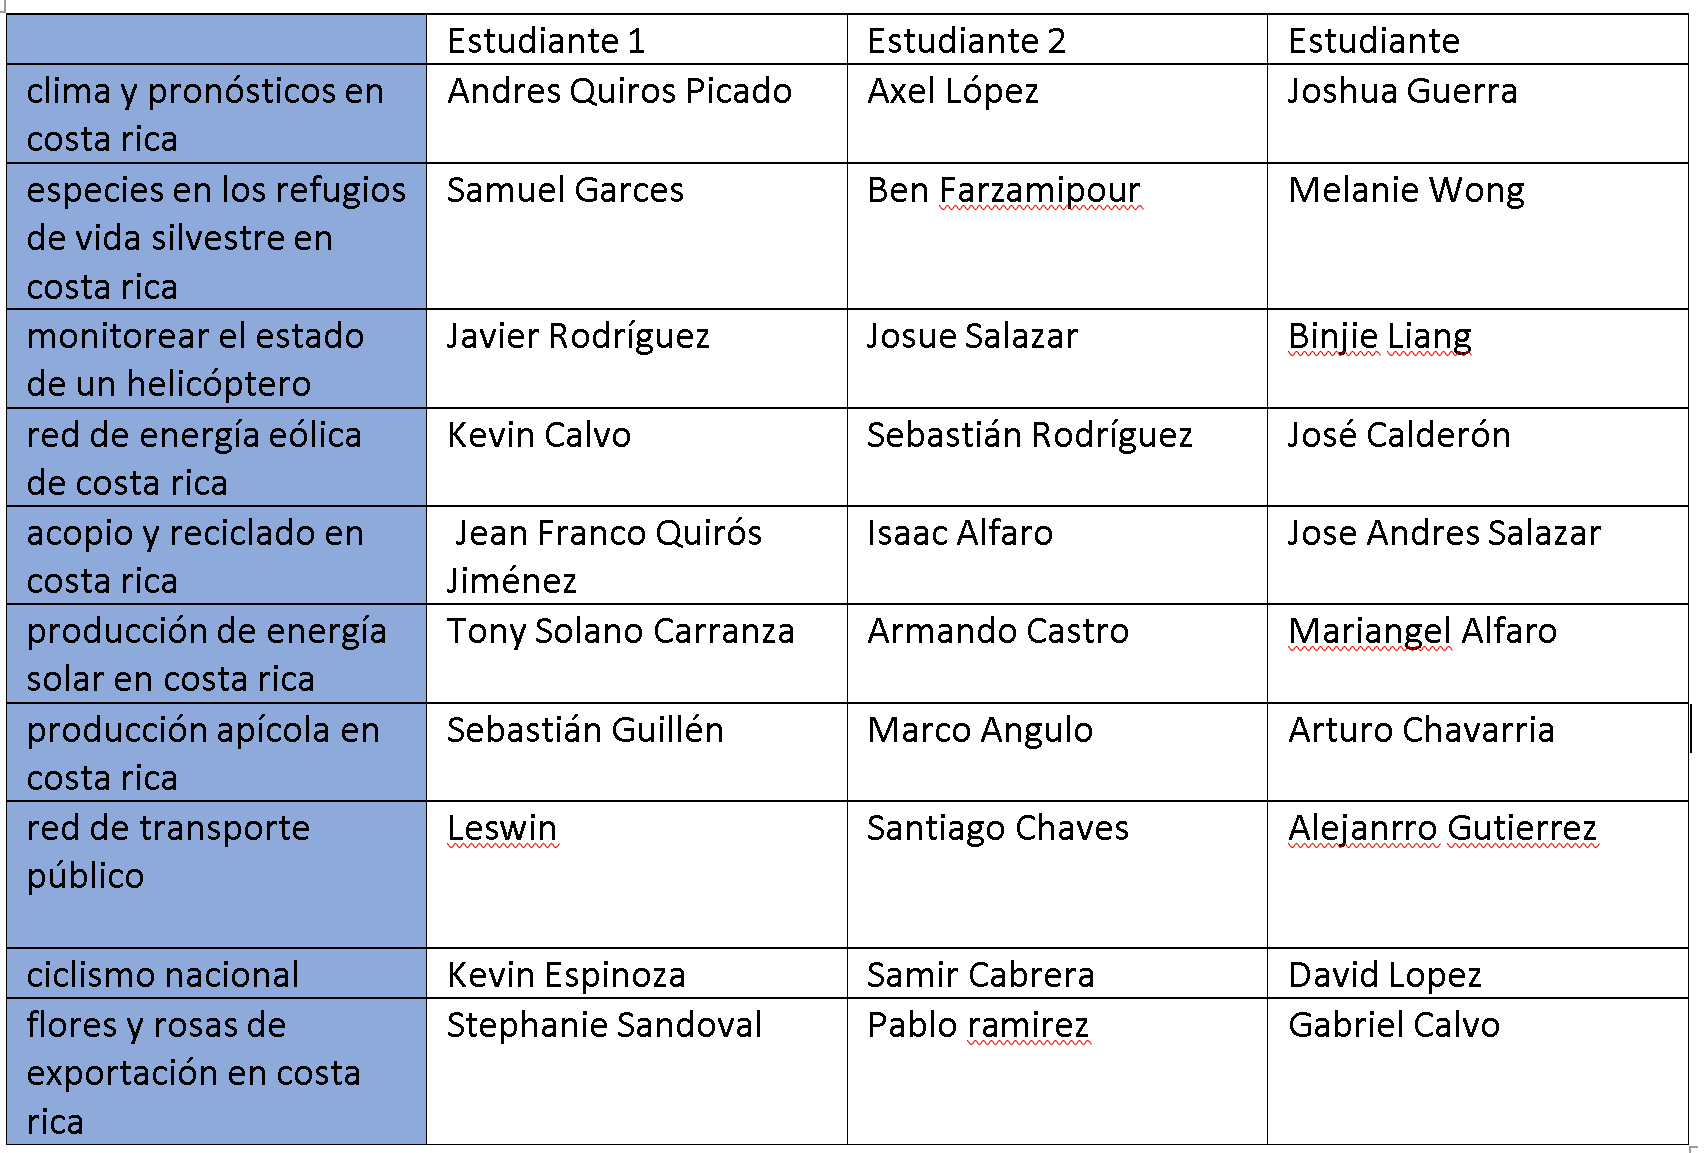 Estudiante 1 Estudiante 2 Estudiante
clima y pronósticos en Andres Quiros Picado Axel López Joshua Guerra
costa rica
especies en los refugios Samuel Garces Ben Farzamipour Melanie Wong
de vida silvestre en
costa rica
monitorear el estado Javier Rodríguez Josue Salazar Binjie Liang
de un helicóptero
red de energía eólica Kevin Calvo Sebastián Rodríguez José Calderón
de costa rica
acopio y reciclado en Jean Franco Quirós Isaac Alfaro Jose Andres Salazar
costa rica Jiménez
producción de energía Tony Solano Carranza Armando Castro Mariangel Alfaro
solar en costa rica
producción apícola en Sebastián Guillén Marco Angulo Arturo Chavarria
costa rica
red de transporte Leswin Santiago Chaves Alejanrro Gutierrez
público
ciclismo nacional Kevin Espinoza Samir Cabrera David Lopez
flores y rosas de Stephanie Sandoval Pablo ramirez Gabriel Calvo
exportación en costa
rica